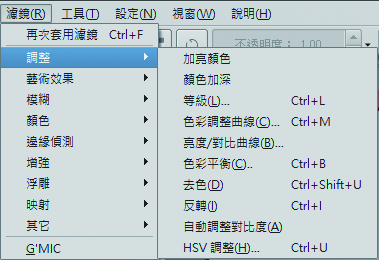 濾鏡(R) 工具(T) 設定(N) 視窗(W) 說明(H)
不透明度： 1.00
再次套用濾鏡 Ctrl+F
調整
藝術效果
模糊
顏色
邊緣偵測
增強
浮雕
映射
其它
G'MIC
加亮顏色
顏色加深
等級(L)... Ctrl+L
色彩調整曲線(C)... Ctrl+M
亮度/對比曲線(B)...
色彩平衡(C).. Ctrl+B
去色(D) Ctrl+Shift+U
反轉(I) Ctrl+I
自動調整對比度(A)
HSV 調整(H)... Ctrl+U